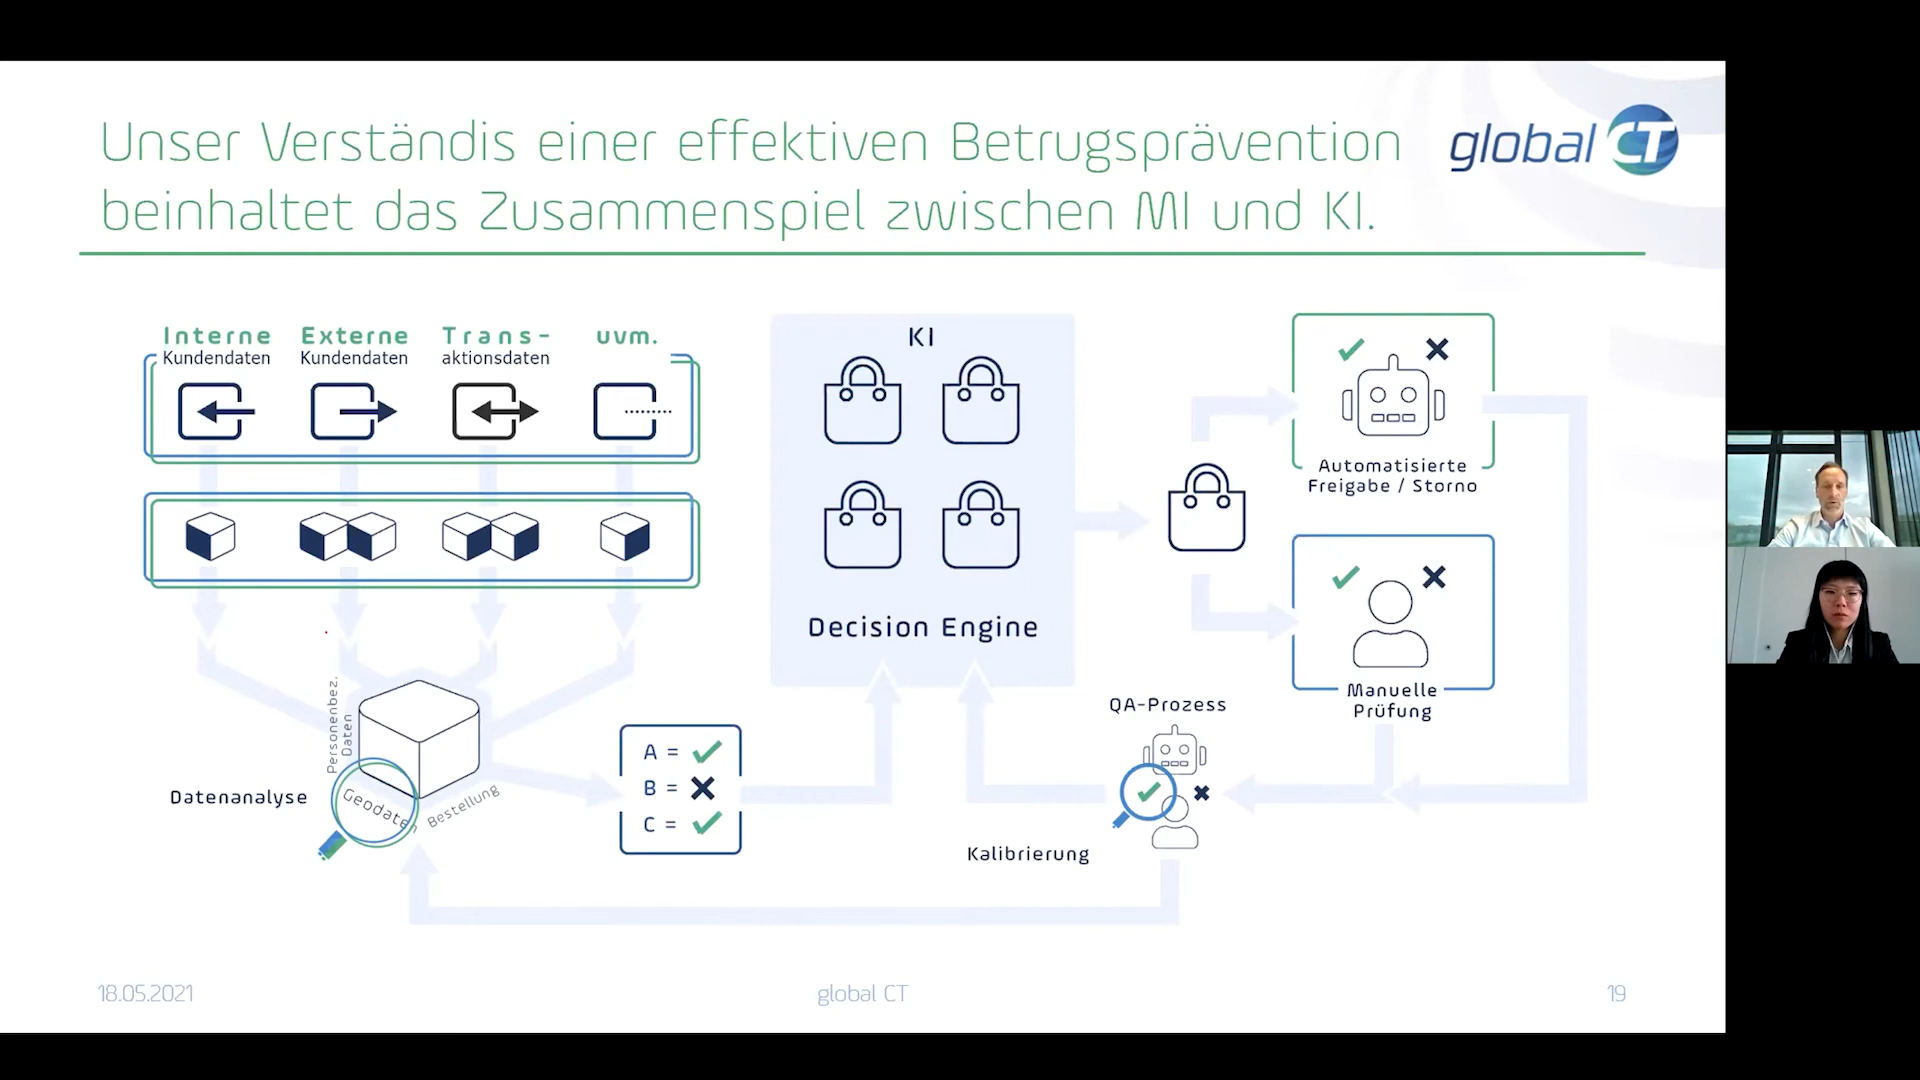 Unser Verständis einer effektiven Betrugsprävention
beinhaltet das Zusammenspiel zwischen MI und KI.
global CT
Interne
Kundendaten
Externe
Kundendaten
Trans-
aktionsdaten
uvm.
KI
Decision Engine
Automatisierte
Freigabe / Storno
Manuelle
Prüfung
Personenbez.
Daten
Geodaten
Bestellung
Datenanalyse
A =
B =
C =
QA-Prozess
Kalibrierung
18.05.2021
global CT
19